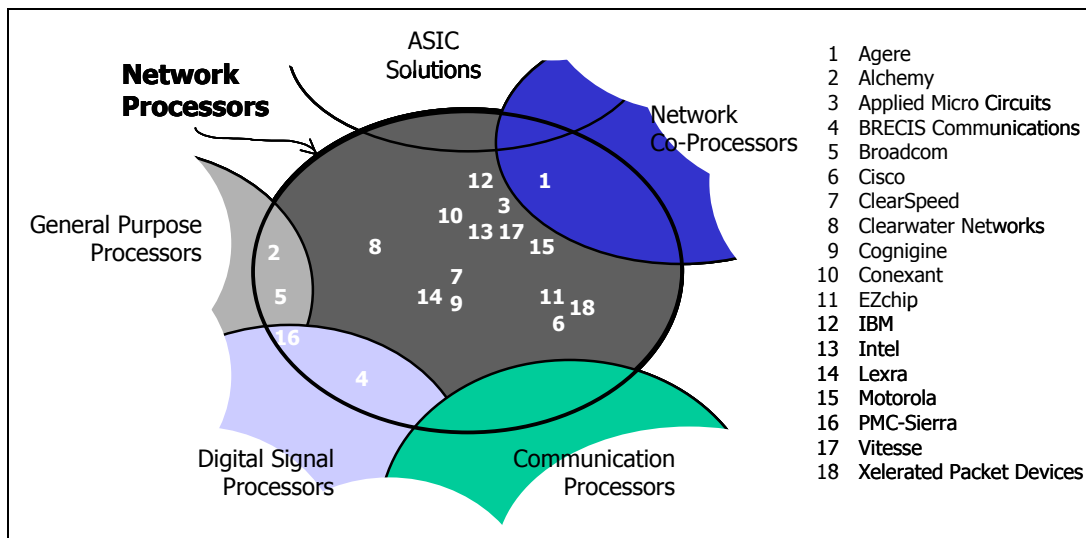 ASIC
Solutions
Network
Processors
Network
Co-Processors
General Purpose
Processors
12
1
3
10
13
17
15
2
8
7
5
14
9
11
18
6
16
4
Digital Signal
Processors
Communication
Processors
1 Agere
2 Alchemy
3 Applied Micro Circuits
4 BRECIS Communications
5 Broadcom
6 Cisco
7 ClearSpeed
8 Clearwater Networks
9 Cognigine
10 Conexant
11 EZchip
12 IBM
13 Intel
14 Lexra
15 Motorola
16 PMC-Sierra
17 Vitesse
18 Xelerated Packet Devices